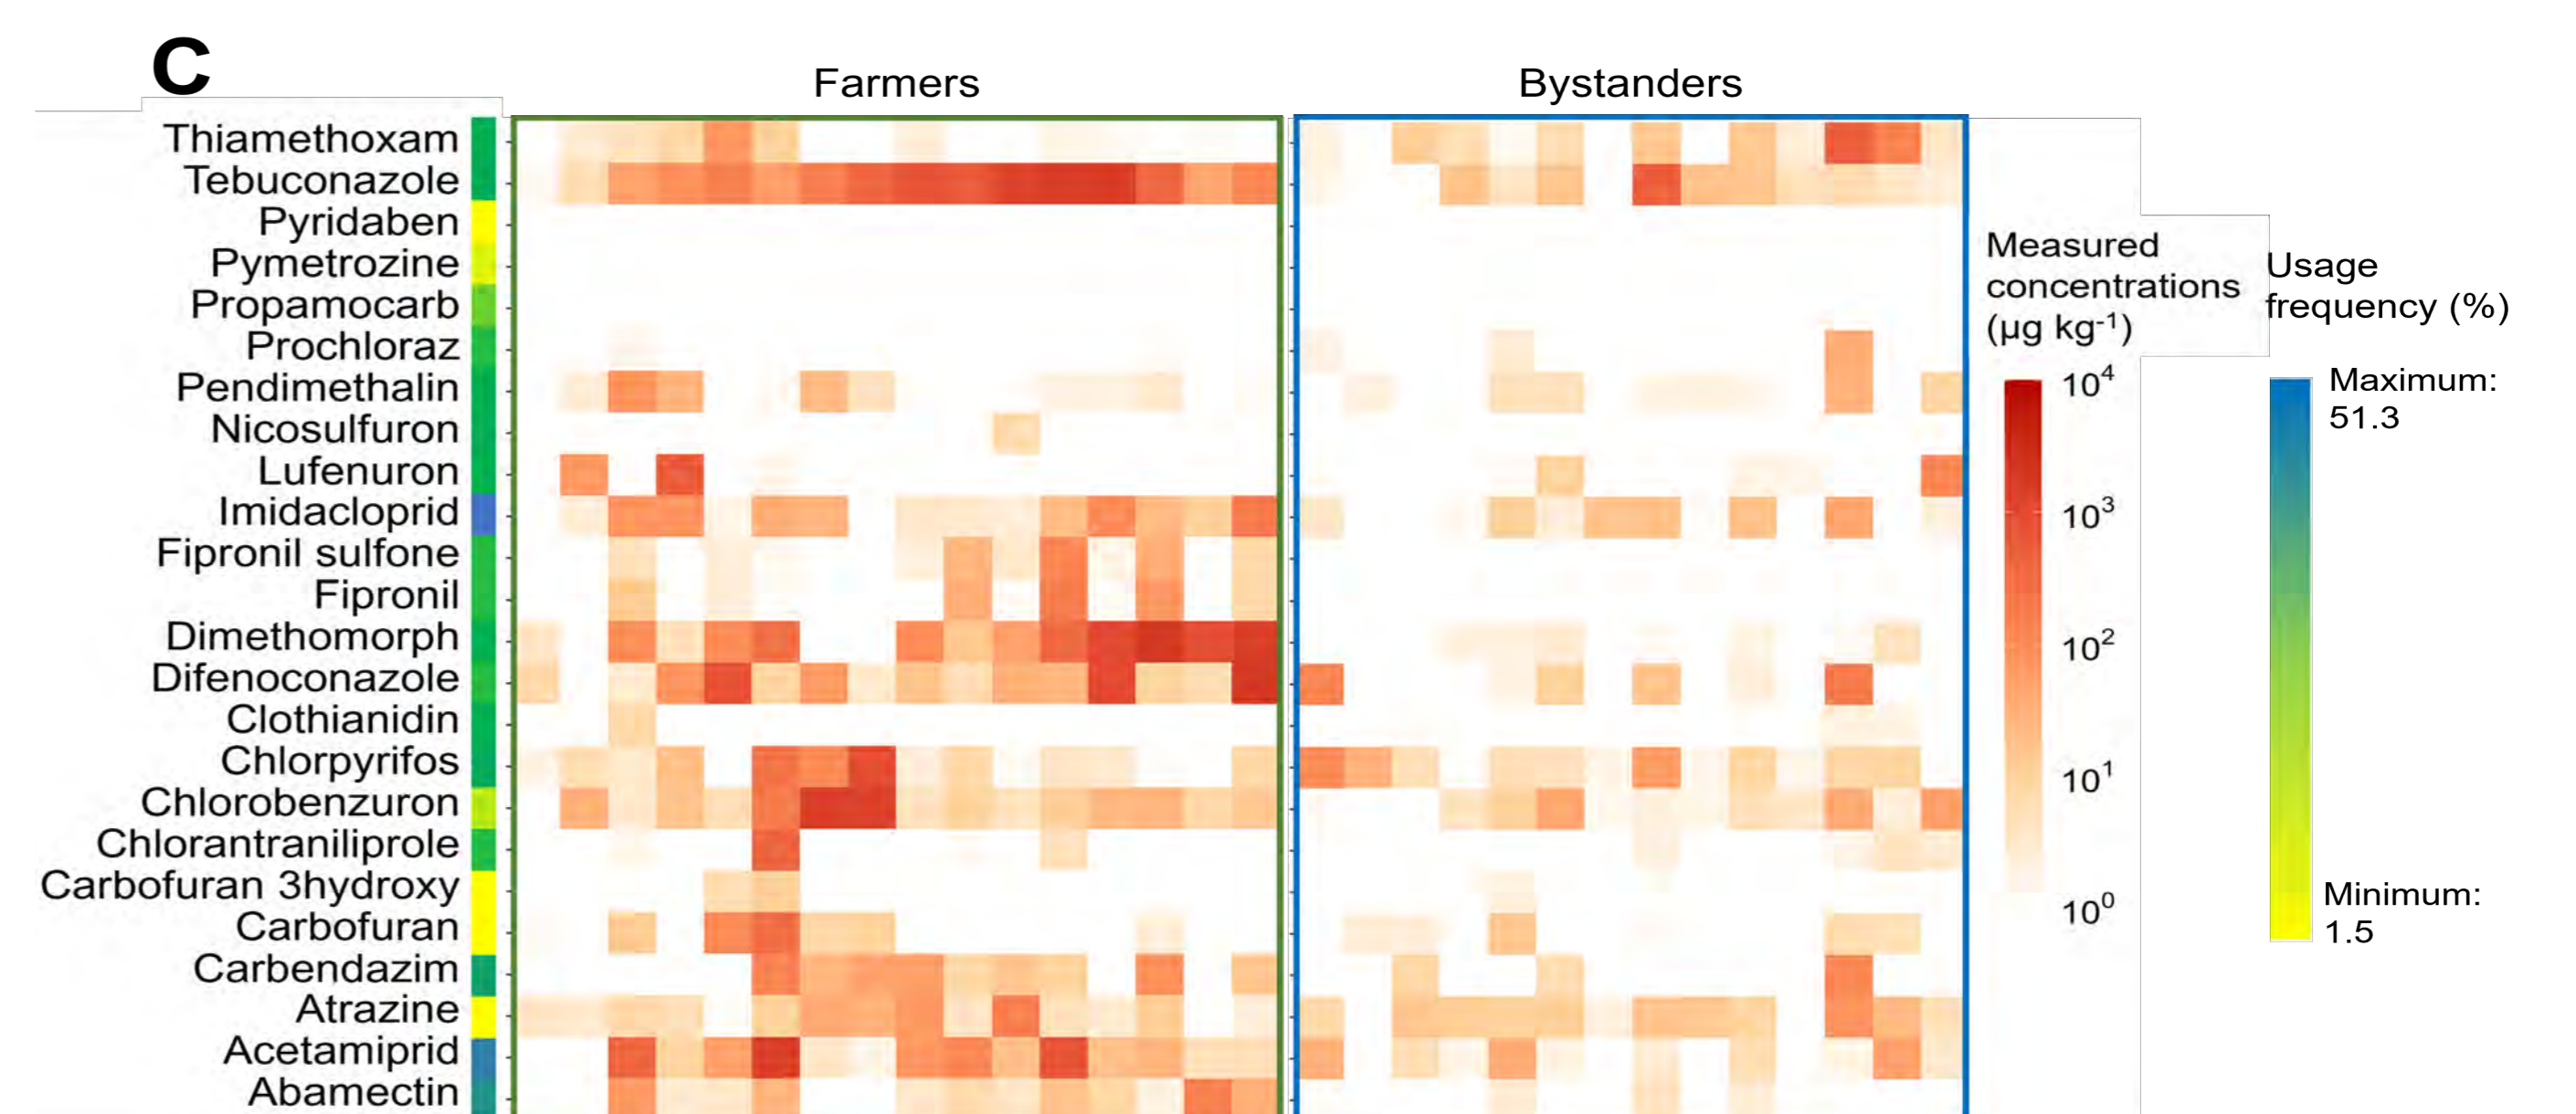 C
Farmers
Bystanders
Thiamethoxam
Tebuconazole
Pyridaben
Pymetrozine
Propamocarb
Prochloraz
Pendimethalin
Nicosulfuron
Lufenuron
Imidacloprid
Fipronil sulfone
Fipronil
Dimethomorph
Difenoconazole
Clothianidin
Chlorpyrifos
Chlorobenzuron
Chlorantraniliprole
Carbofuran 3hydroxy
Carbofuran
Carbendazim
Atrazine
Acetamiprid
Abamectin
Measured
concentrations
(µg kg⁻¹)
10⁴
10³
10²
10¹
10⁰
Usage
frequency (%)
Maximum:
51.3
Minimum:
1.5